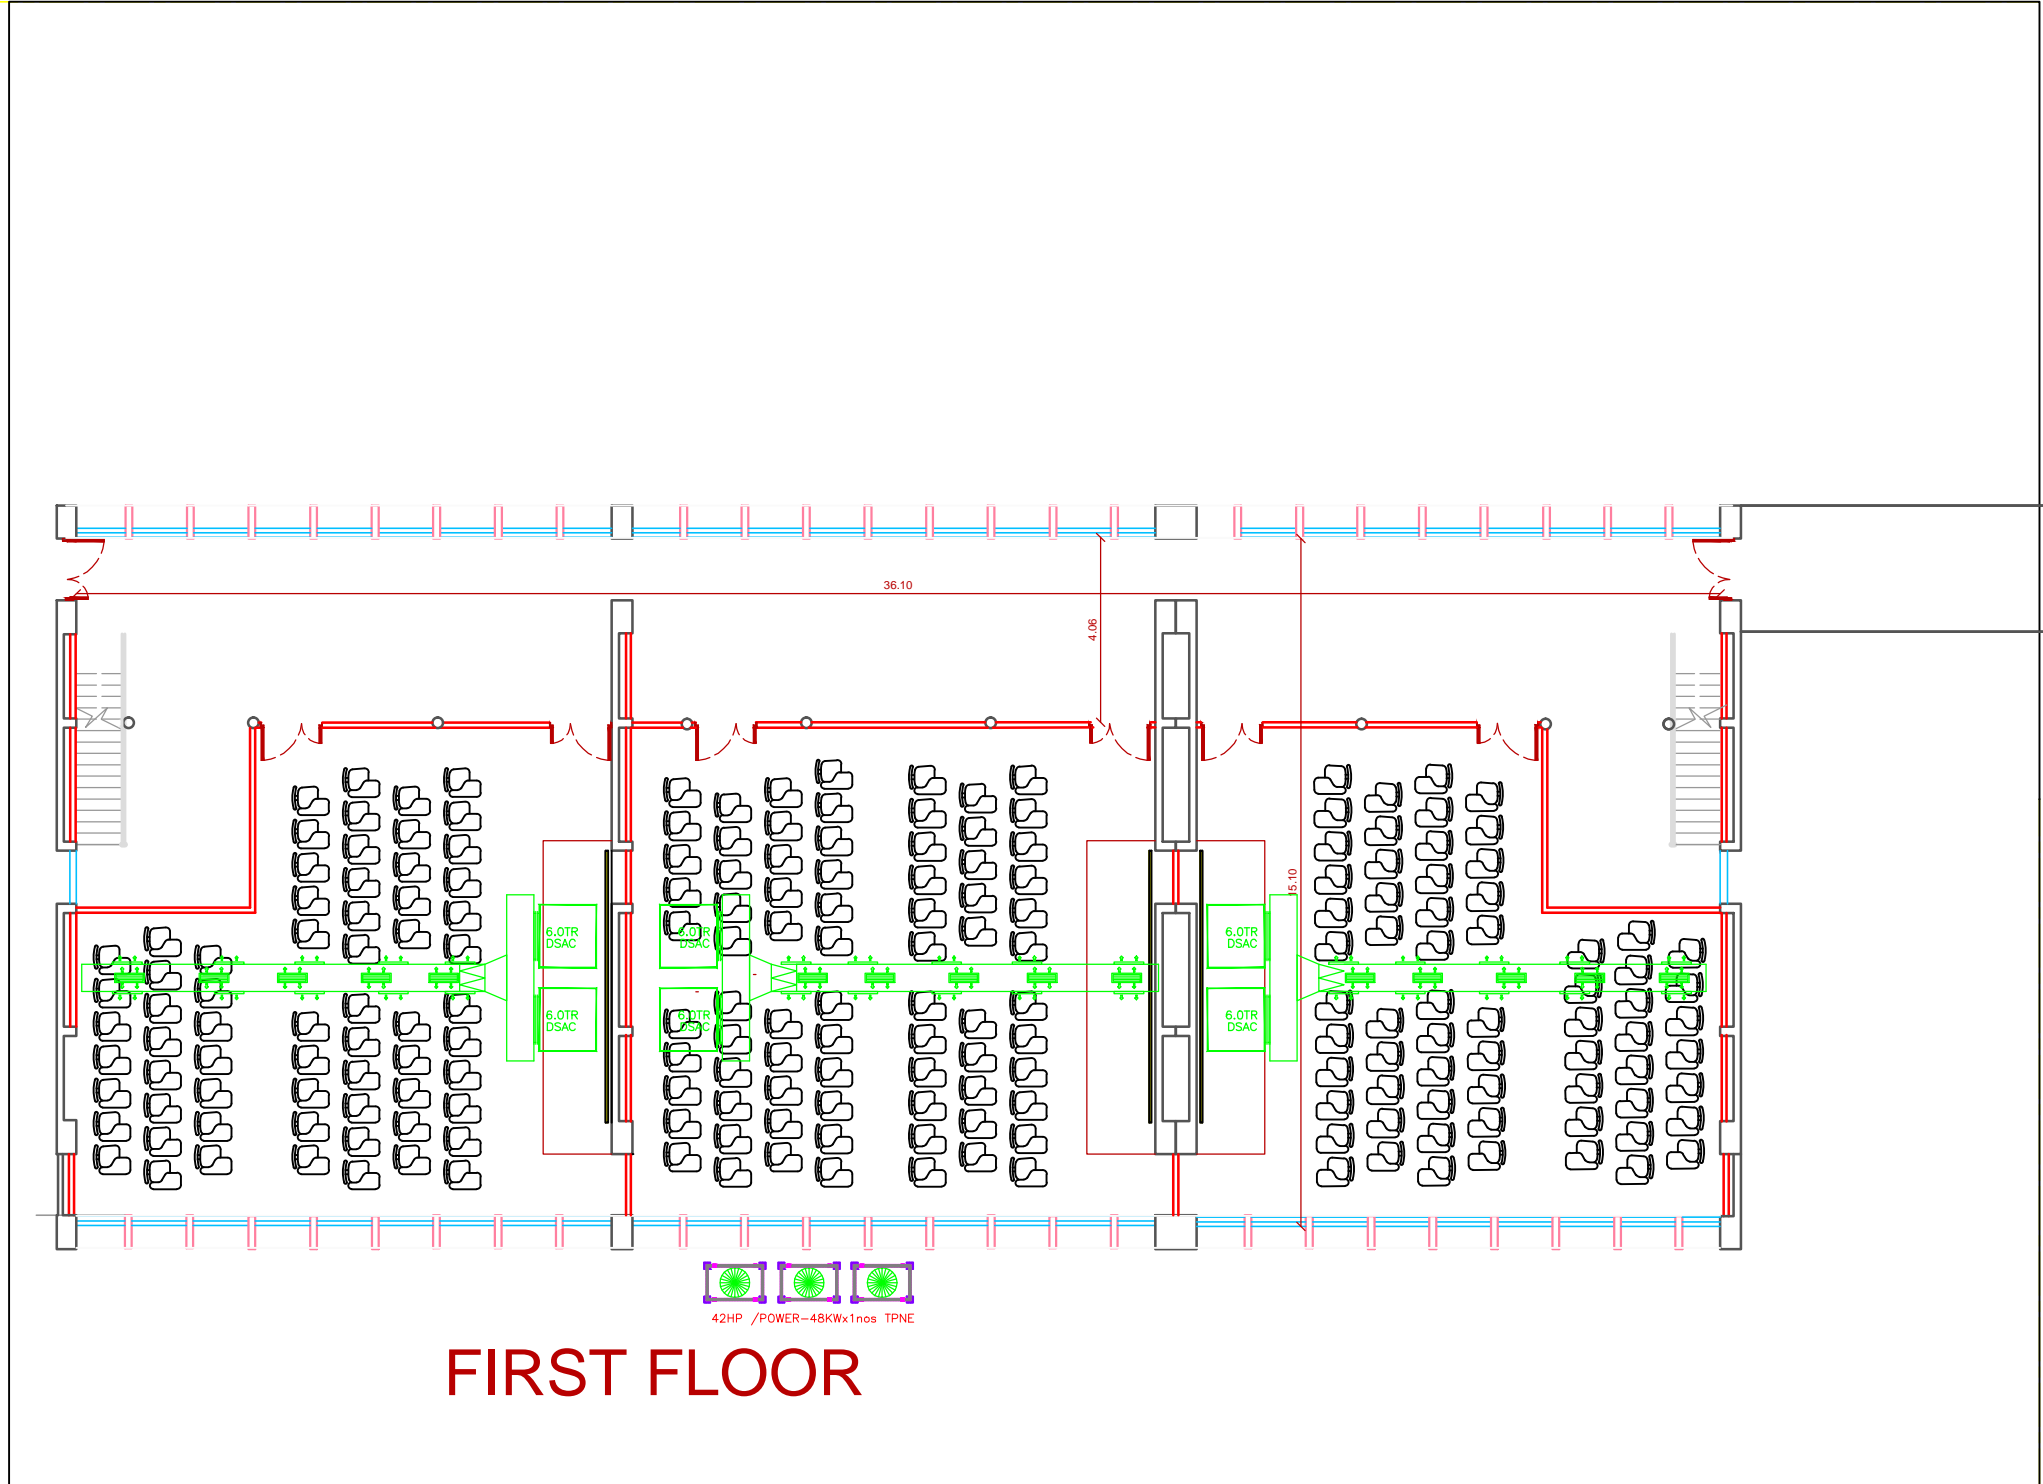 36.10
4.06
15.10
6.0TR
DSAC
6.0TR
DSAC
6.0TR
DSAC
6.0TR
DSAC
6.0TR
DSAC
6.0TR
DSAC
42HP /POWER-48KWx1nos TPNE
FIRST FLOOR